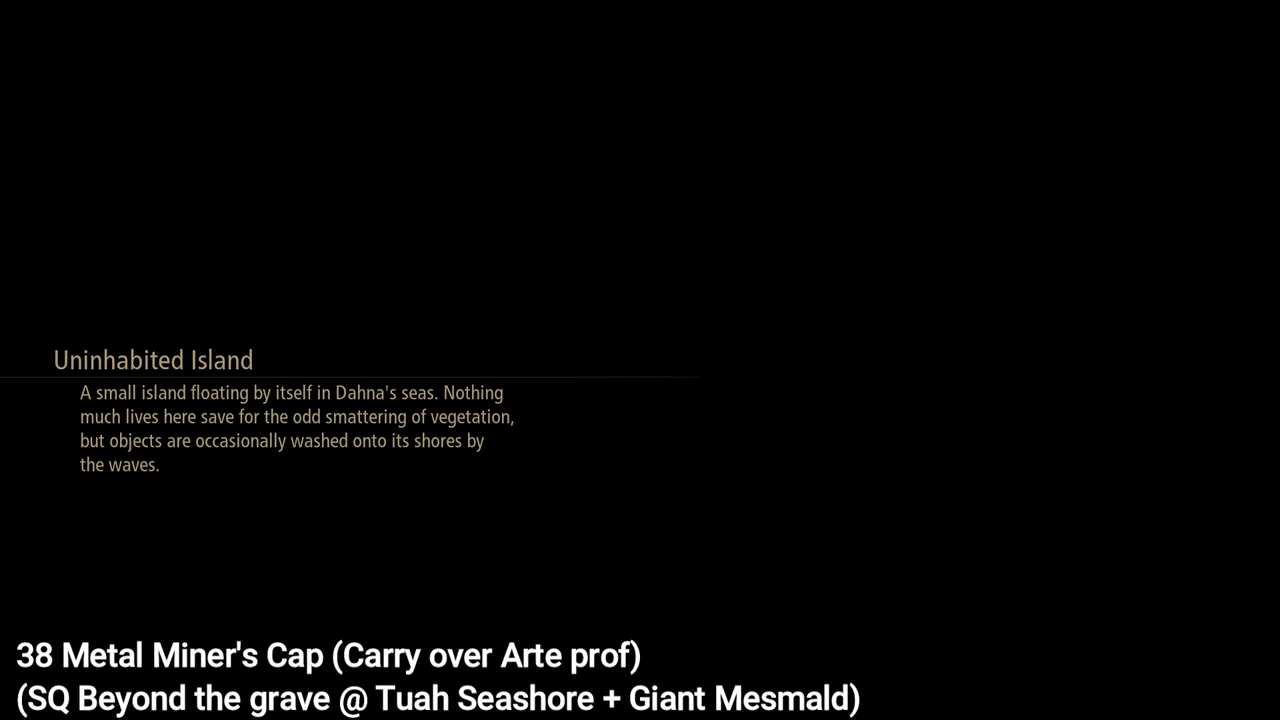 Uninhabited Island
A small island floating by itself in Dahna's seas. Nothing
much lives here save for the odd smattering of vegetation,
but objects are occasionally washed onto its shores by
the waves.
38 Metal Miner's Cap (Carry over Arte prof)
(SQ Beyond the grave @ Tuah Seashore + Giant Mesmald)